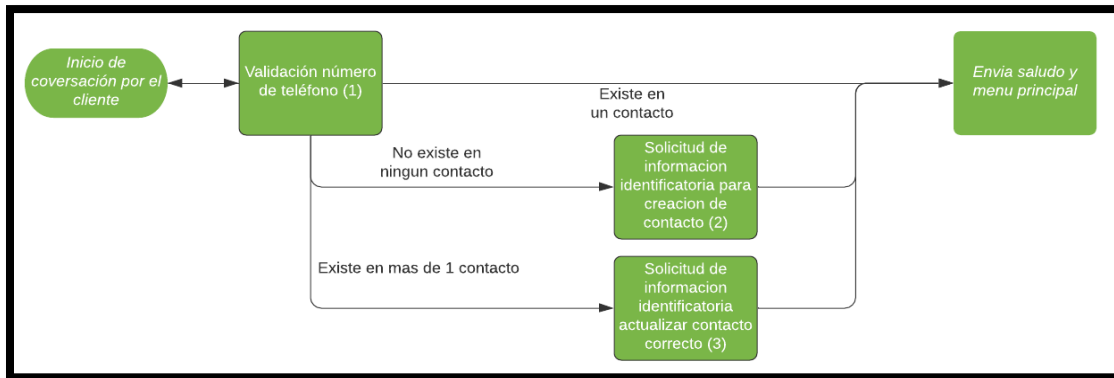 Inicio de
coversación por el
cliente
Validación número
de teléfono (1)
Existe en
un contacto
Envia saludo y
menu principal
No existe en
ningun contacto
Solicitud de
informacion
identificatoria para
creacion de
contacto (2)
Existe en mas de 1 contacto
Solicitud de
informacion
identificatoria
actualizar contacto
correcto (3)